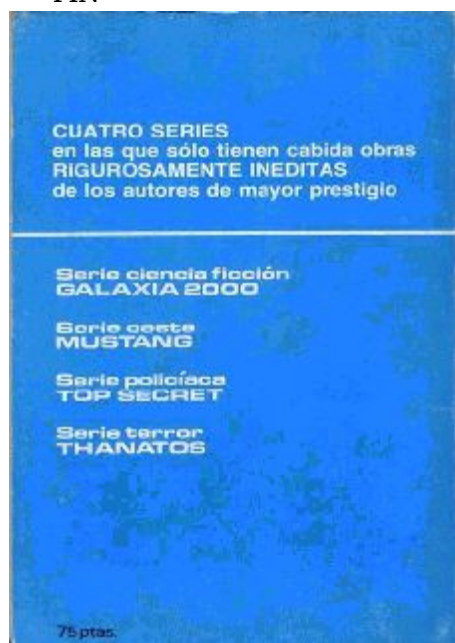 CUATRO SERIES
en las que sólo tienen cabida obras
RIGUROSAMENTE INEDITAS
de los autores de mayor prestigio
Serie ciencia ficción
GALAXIA 2000
Serie oeste
MUSTANG
Serie policíaca
TOP SECRET
Serie terror
THANATOS
75 ptas.